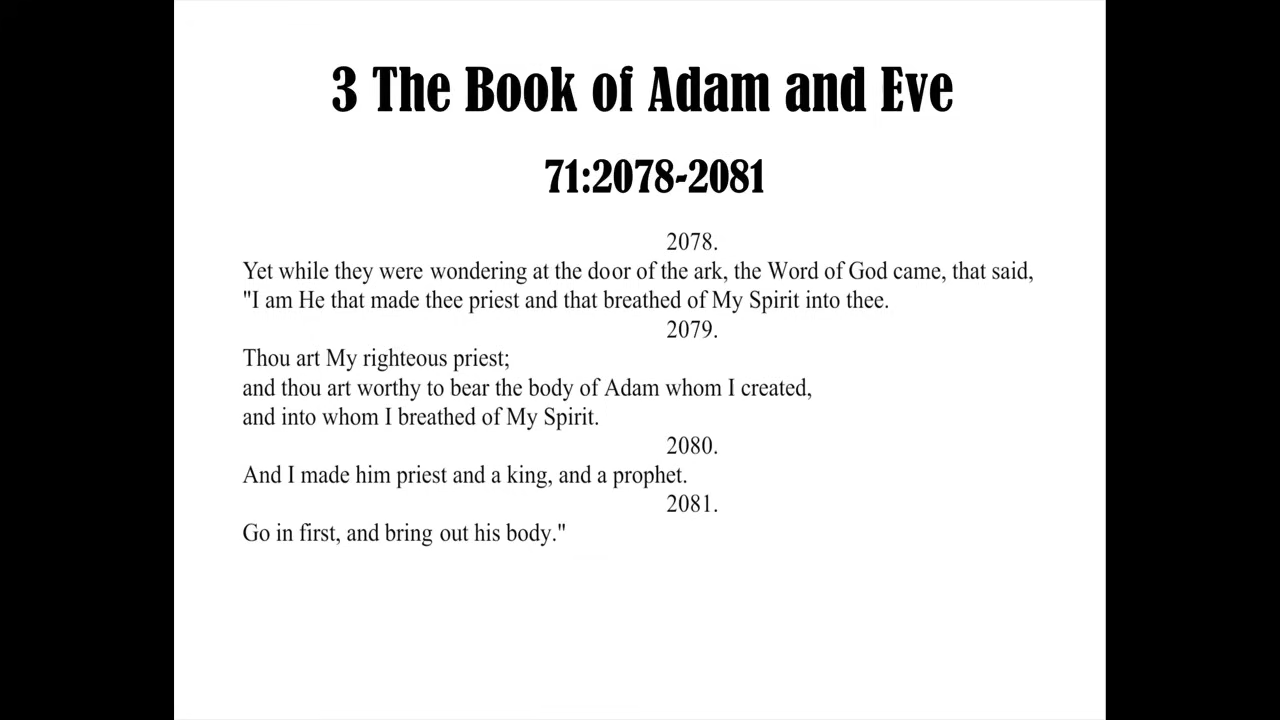 3 The Book of Adam and Eve
71:2078-2081
2078.
Yet while they were wondering at the door of the ark, the Word of God came, that said,
"I am He that made thee priest and that breathed of My Spirit into thee.
2079.
Thou art My righteous priest;
and thou art worthy to bear the body of Adam whom I created,
and into whom I breathed of My Spirit.
2080.
And I made him priest and a king, and a prophet.
2081.
Go in first, and bring out his body."